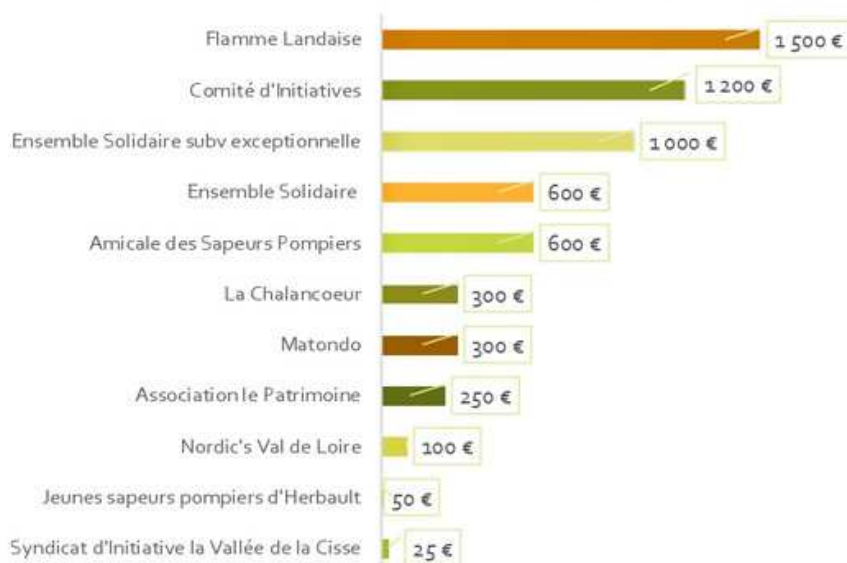 Flamme Landaise 1 500 €
Comité d'Initiatives 1 200 €
Ensemble Solidaire subv exceptionnelle 1 000 €
Ensemble Solidaire 600 €
Amicale des Sapeurs Pompiers 600 €
La Chalancoeur 300 €
Matondo 300 €
Association le Patrimoine 250 €
Nordic's Val de Loire 100 €
Jeunes sapeurs pompiers d'Herbault 50 €
Syndicat d'Initiative la Vallée de la Cisse 25 €